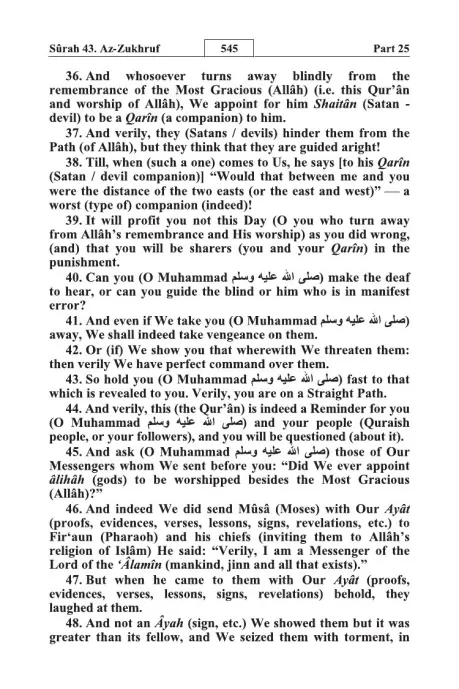 Sûrah 43. Az-Zukhruf 545 Part 25
36. And whosoever turns away blindly from the
remembrance of the Most Gracious (Allâh) (i.e. this Qur’ân
and worship of Allâh), We appoint for him Shaitân (Satan -
devil) to be a Qarîn (a companion) to him.
37. And verily, they (Satans / devils) hinder them from the
Path (of Allâh), but they think that they are guided aright!
38. Till, when (such a one) comes to Us, he says [to his Qarîn
(Satan / devil companion)] “Would that between me and you
were the distance of the two easts (or the east and west)” — a
worst (type of) companion (indeed)!
39. It will profit you not this Day (O you who turn away
from Allâh’s remembrance and His worship) as you did wrong,
(and) that you will be sharers (you and your Qarîn) in the
punishment.
40. Can you (O Muhammad صلى الله عليه وسلم) make the deaf
to hear, or can you guide the blind or him who is in manifest
error?
41. And even if We take you (O Muhammad صلى الله عليه وسلم)
away, We shall indeed take vengeance on them.
42. Or (if) We show you that wherewith We threaten them:
then verily We have perfect command over them.
43. So hold you (O Muhammad صلى الله عليه وسلم) fast to that
which is revealed to you. Verily, you are on a Straight Path.
44. And verily, this (the Qur’ân) is indeed a Reminder for you
(O Muhammad صلى الله عليه وسلم) and your people (Quraish
people, or your followers), and you will be questioned (about it).
45. And ask (O Muhammad صلى الله عليه وسلم) those of Our
Messengers whom We sent before you: “Did We ever appoint
âlihâh (gods) to be worshipped besides the Most Gracious
(Allâh)?”
46. And indeed We did send Mûsâ (Moses) with Our Ayât
(proofs, evidences, verses, lessons, signs, revelations, etc.) to
Fir‘aun (Pharaoh) and his chiefs (inviting them to Allâh’s
religion of Islâm) He said: “Verily, I am a Messenger of the
Lord of the ‘Âlamîn (mankind, jinn and all that exists).”
47. But when he came to them with Our Ayât (proofs,
evidences, verses, lessons, signs, revelations) behold, they
laughed at them.
48. And not an Âyah (sign, etc.) We showed them but it was
greater than its fellow, and We seized them with torment, in